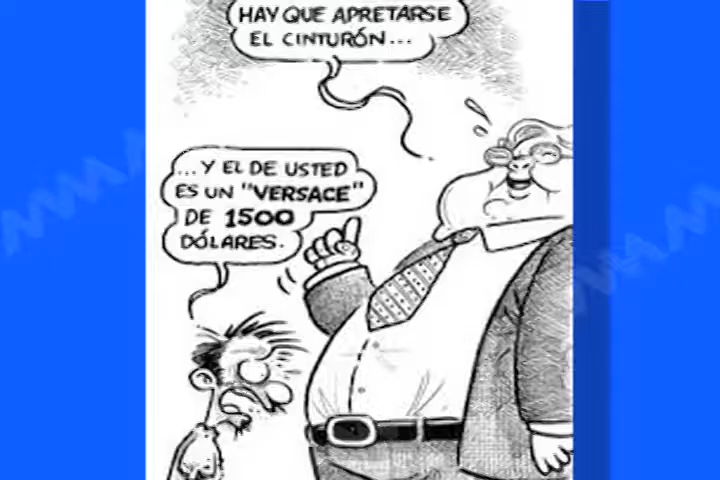 HAY QUE APRETARSE
EL CINTURÓN...
...Y EL DE USTED
ES UN "VERSACE"
DE 1500
DÓLARES.